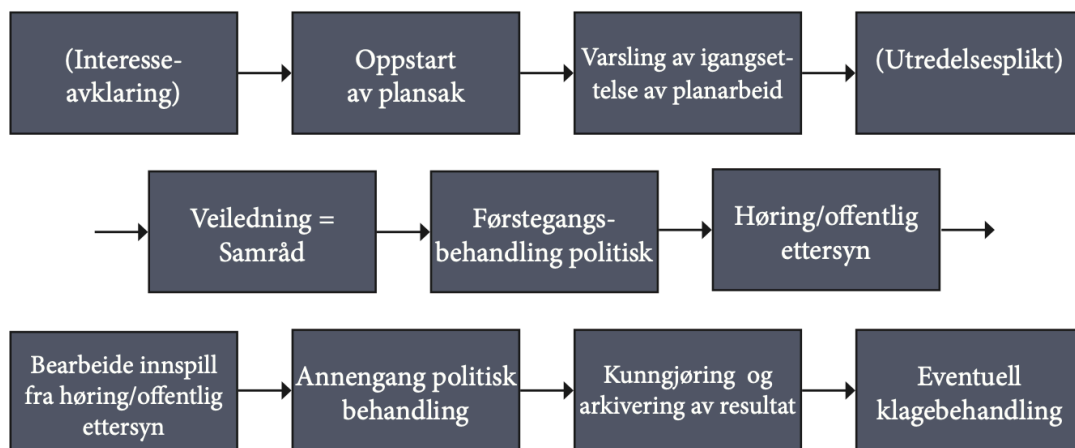 (Interesse-
avklaring)
Oppstart
av plansak
Varsling av igangset-
telse av planarbeid
(Utredelsesplikt)
Veiledning =
Samråd
Førstegangs-
behandling politisk
Høring/offentlig
ettersyn
Bearbeide innspill
fra høring/offentlig
ettersyn
Annengang politisk
behandling
Kunngjøring og
arkivering av resultat
Eventuell
klagebehandling